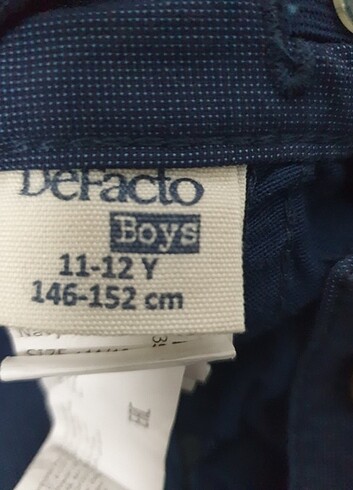 DeFacto
Boys
11-12 Y
146-152 cm